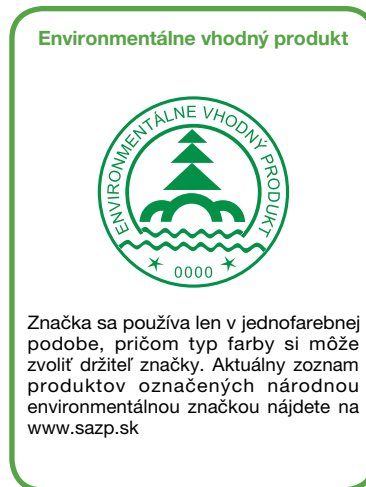 Environmentálne vhodný produkt
ENVIRONMENTÁLNE VHODNÝ PRODUKT
0000
Značka sa používa len v jednofarebnej
podobe, pričom typ farby si môže
zvoliť držiteľ značky. Aktuálny zoznam
produktov označených národnou
environmentálnou značkou nájdete na
www.sazp.sk